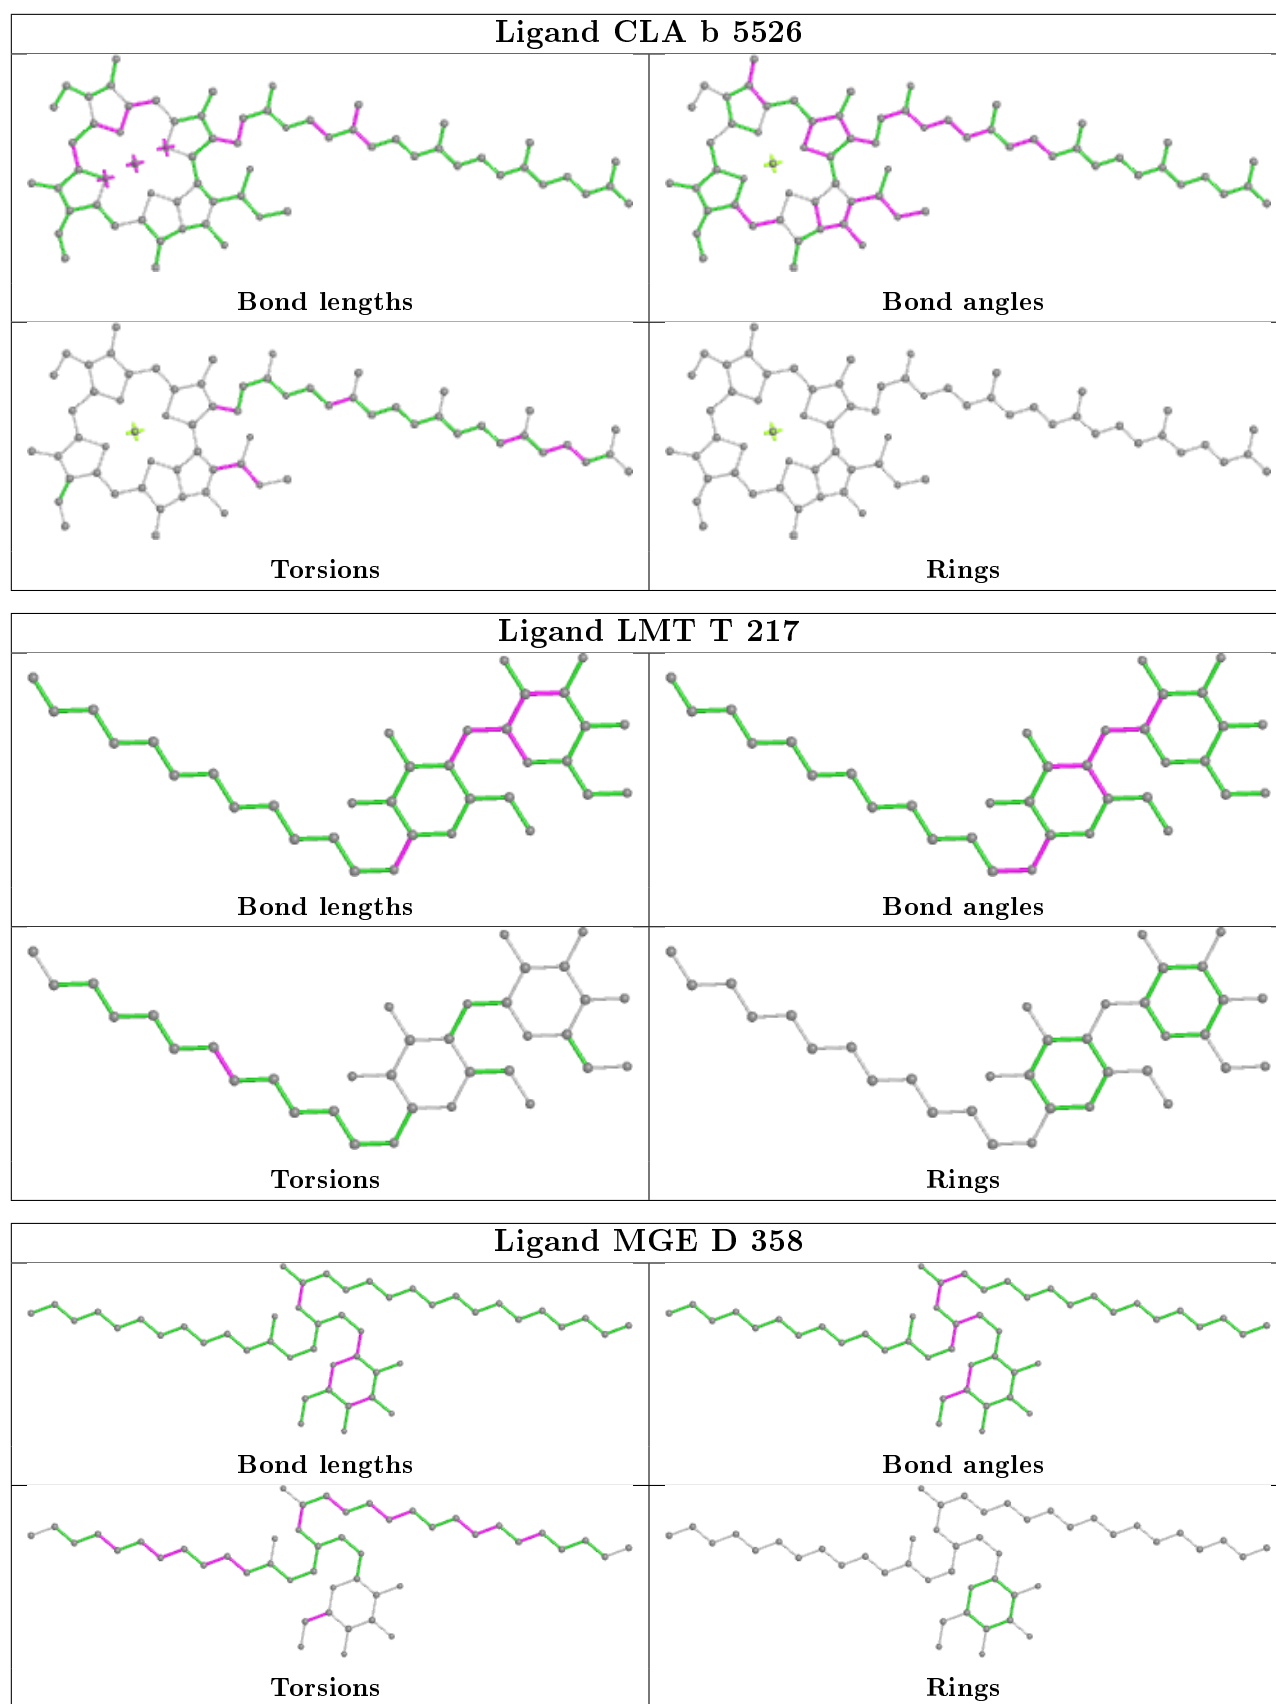 Ligand CLA b 5526
Bond lengths
Bond angles
Torsions
Rings
Ligand LMT T 217
Bond lengths
Bond angles
Torsions
Rings
Ligand MGE D 358
Bond lengths
Bond angles
Torsions
Rings